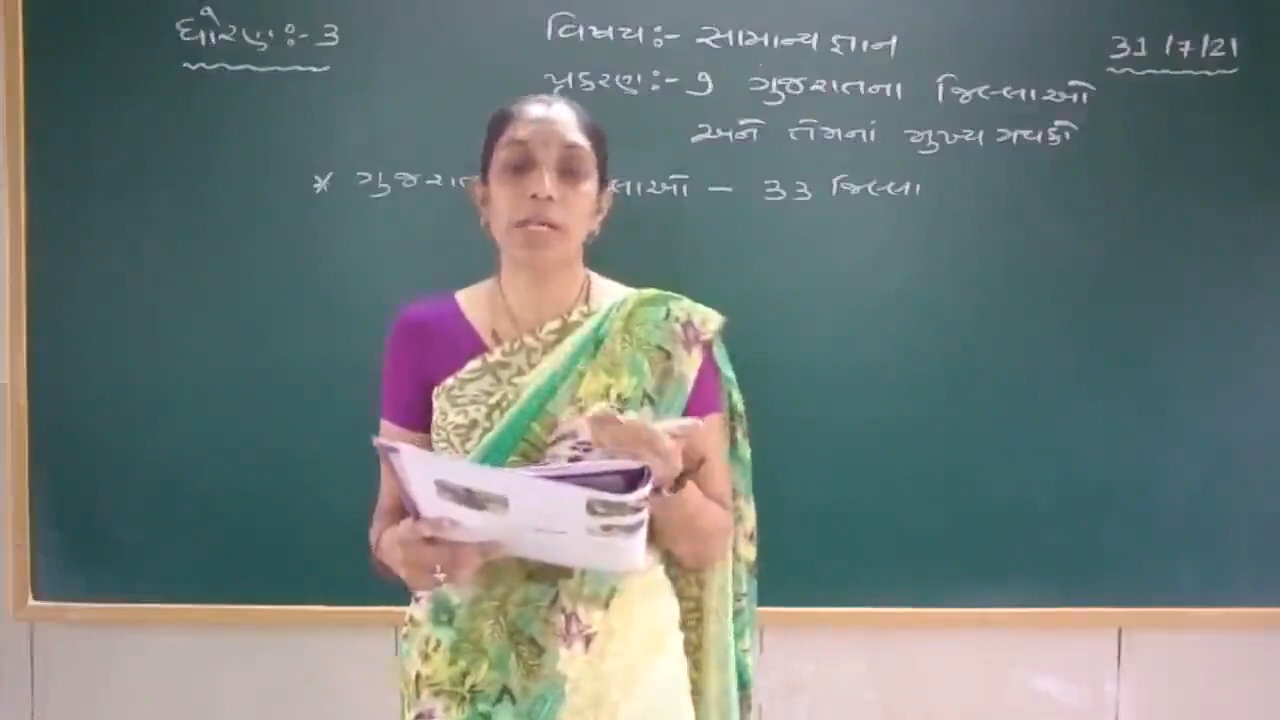 ધોરણ:- 3
વિષય:- સામાન્ય જ્ઞાન
31/7/21
પ્રકરણ:- 9 ગુજરાતના જિલ્લાઓ
અને તેમનાં મુખ્ય મથકો
* ગુજરાત લાઓ - 33 જિલ્લા